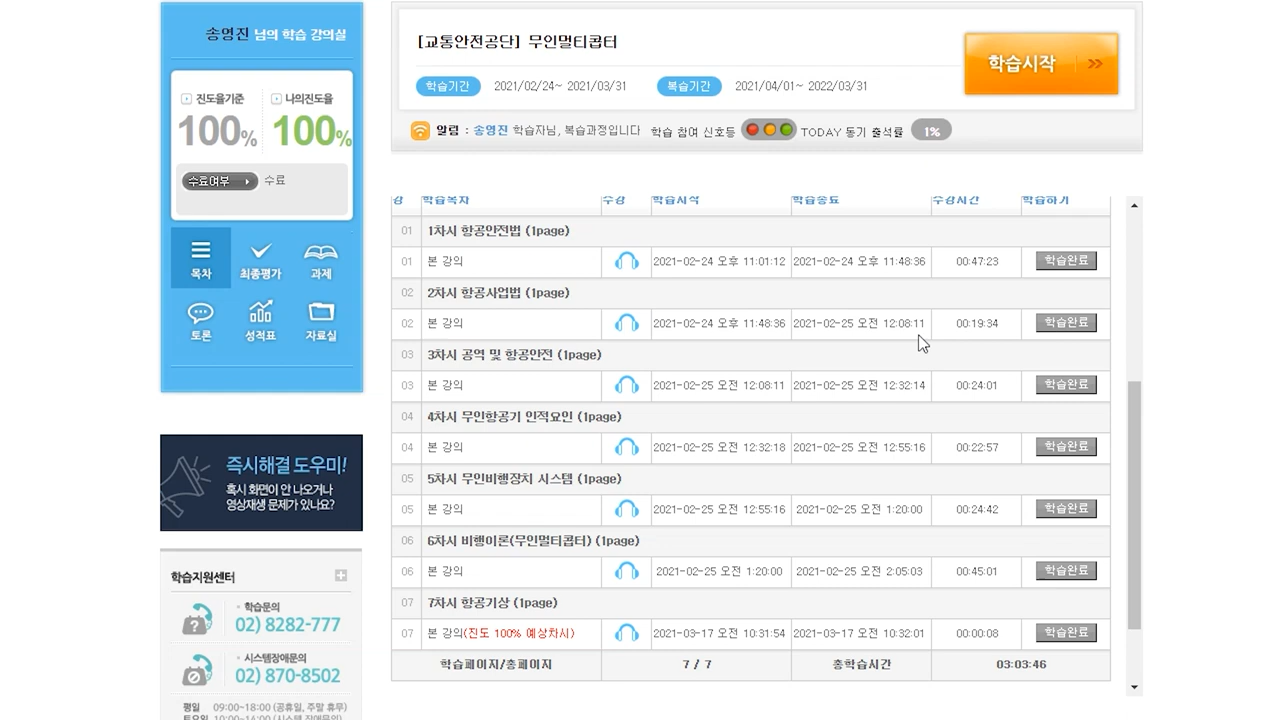 송영진 님의 학습 강의실
진도율기준
나의진도율
100%
100%
수료여부
수료
목차
최종평가
과제
토론
성적표
자료실
즉시해결 도우미!
혹시 화면이 안 나오거나
영상재생 문제가 있나요?
학습지원센터
학습문의
02) 8282-777
시스템장애문의
02) 870-8502
평일 09:00~18:00 (공휴일, 주말 휴무)
토요일 10:00~14:00 (시스템 장애문의)
[교통안전공단] 무인멀티콥터
학습기간 2021/02/24~ 2021/03/31 복습기간 2021/04/01~ 2022/03/31
학습시작
알림 : 송영진 학습자님, 복습과정입니다 학습 참여 신호등 TODAY 동기 출석률 1%
강 학습목차 수강 학습시작 학습종료 수강시간 학습하기
01 1차시 항공안전법 (1page)
01 본 강의 2021-02-24 오후 11:01:12 2021-02-24 오후 11:48:36 00:47:23 학습완료
02 2차시 항공사업법 (1page)
02 본 강의 2021-02-24 오후 11:48:36 2021-02-25 오전 12:08:11 00:19:34 학습완료
03 3차시 공역 및 항공안전 (1page)
03 본 강의 2021-02-25 오전 12:08:11 2021-02-25 오전 12:32:14 00:24:01 학습완료
04 4차시 무인항공기 인적요인 (1page)
04 본 강의 2021-02-25 오전 12:32:18 2021-02-25 오전 12:55:16 00:22:57 학습완료
05 5차시 무인비행장치 시스템 (1page)
05 본 강의 2021-02-25 오전 12:55:16 2021-02-25 오전 1:20:00 00:24:42 학습완료
06 6차시 비행이론(무인멀티콥터) (1page)
06 본 강의 2021-02-25 오전 1:20:00 2021-02-25 오전 2:05:03 00:45:01 학습완료
07 7차시 항공기상 (1page)
07 본 강의(진도 100% 예상차시) 2021-03-17 오전 10:31:54 2021-03-17 오전 10:32:01 00:00:08 학습완료
학습페이지/총페이지 7 / 7 총학습시간 03:03:46